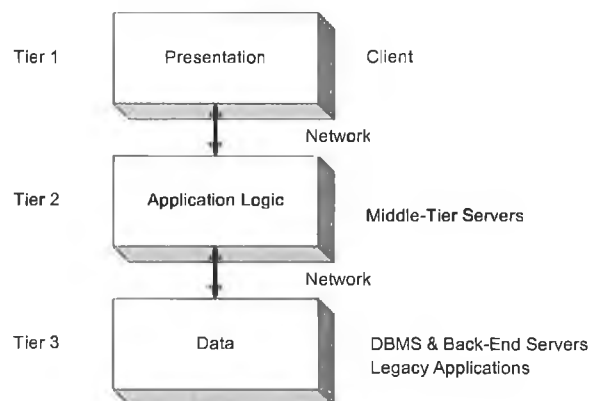 Tier 1
Presentation
Client
Network
Tier 2
Application Logic
Middle-Tier Servers
Network
Tier 3
Data
DBMS & Back-End Servers
Legacy Applications